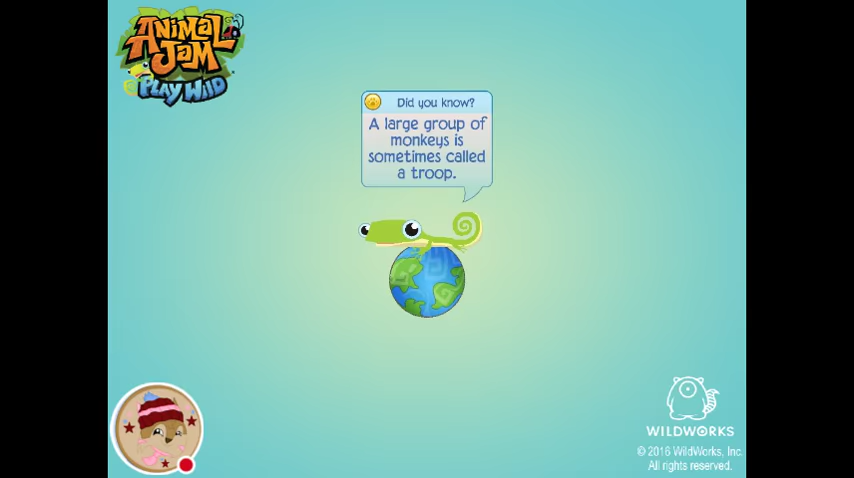 ANIMAL
JAM
PLAY WILD
Did you know?
A large group of
monkeys is
sometimes called
a troop.
WILDWORKS
© 2016 WildWorks, Inc.
All rights reserved.